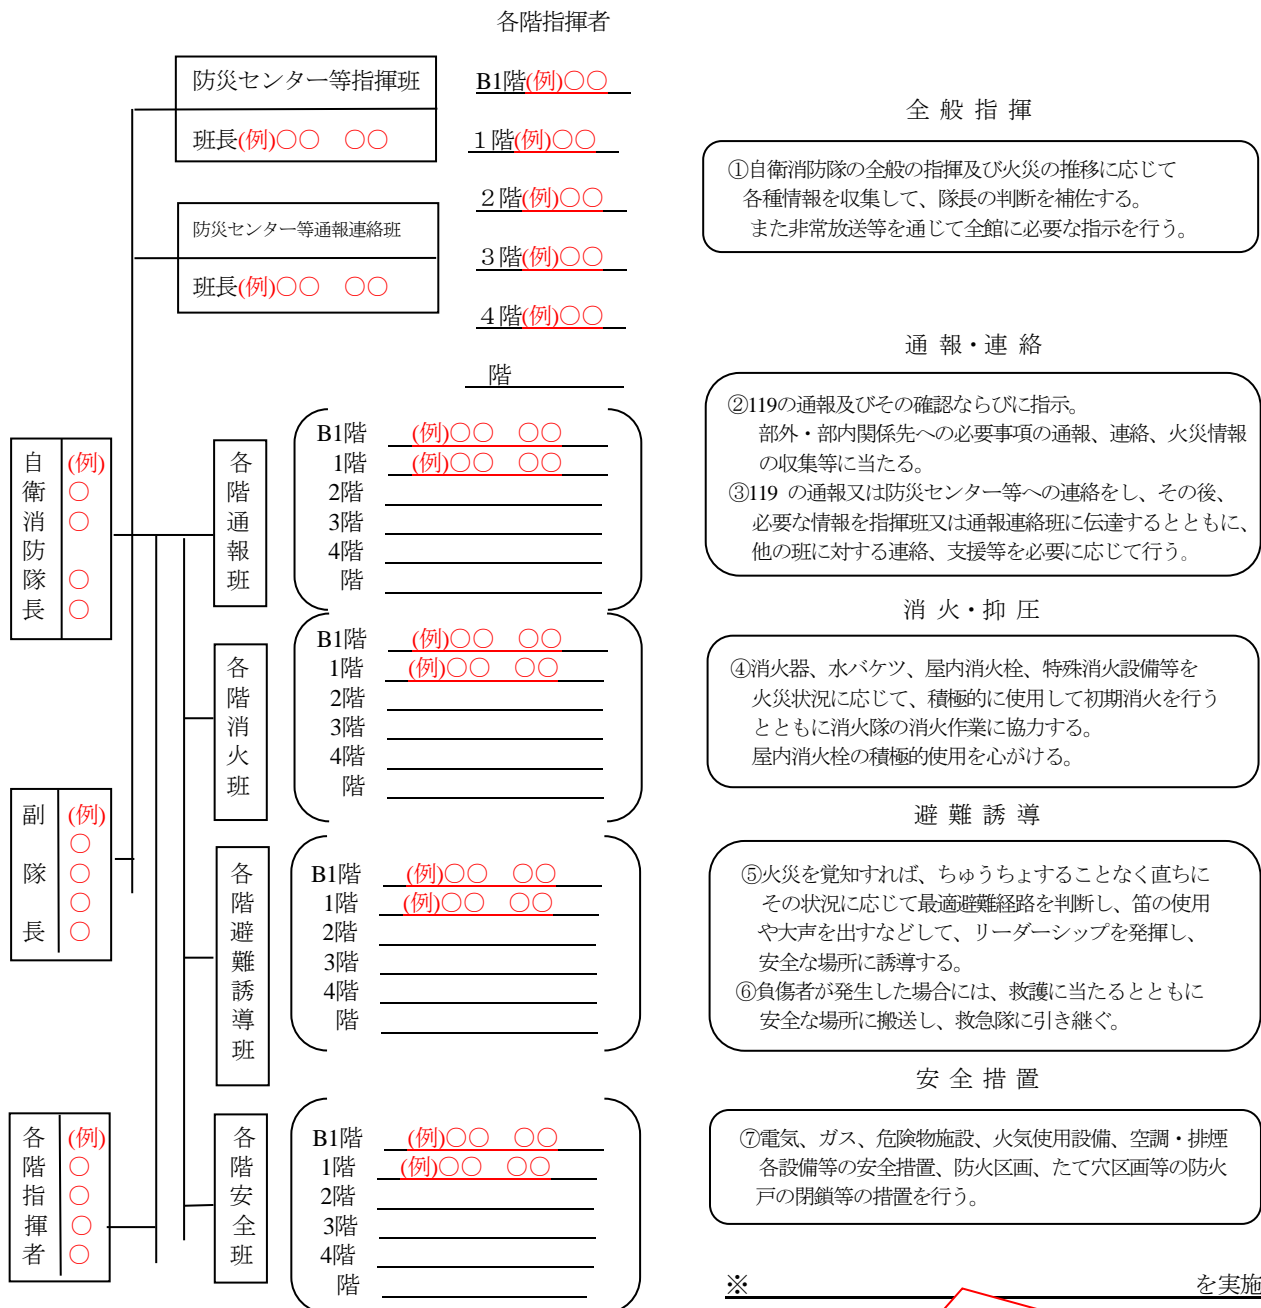 各階指揮者
防災センター等指揮班
班長(例)○○　○○
防災センター等通報連絡班
班長(例)○○　○○
B1階(例)○○
１階(例)○○
２階(例)○○
３階(例)○○
４階(例)○○
階
自衛消防隊長
(例)○○　○○
副隊長
(例)○○○○
各階指揮者
(例)○○○○
各階通報班
B1階　(例)○○　○○
1階　(例)○○　○○
2階
3階
4階
階
各階消火班
B1階　(例)○○　○○
1階　(例)○○　○○
2階
3階
4階
階
各階避難誘導班
B1階　(例)○○　○○
1階　(例)○○　○○
2階
3階
4階
階
各階安全班
B1階　(例)○○　○○
1階　(例)○○　○○
2階
3階
4階
階
全 般 指 揮
①自衛消防隊の全般の指揮及び火災の推移に応じて
各種情報を収集して、隊長の判断を補佐する。
また非常放送等を通じて全館に必要な指示を行う。
通 報・連 絡
②119の通報及びその確認ならびに指示。
部外・部内関係先への必要事項の通報、連絡、火災情報
の収集等に当たる。
③119 の通報又は防災センター等への連絡をし、その後、
必要な情報を指揮班又は通報連絡班に伝達するとともに、
他の班に対する連絡、支援等を必要に応じて行う。
消 火・抑 圧
④消火器、水バケツ、屋内消火栓、特殊消火設備等を
火災状況に応じて、積極的に使用して初期消火を行う
とともに消火隊の消火作業に協力する。
屋内消火栓の積極的使用を心がける。
避 難 誘 導
⑤火災を覚知すれば、ちゅうちょすることなく直ちに
その状況に応じて最適避難経路を判断し、笛の使用
や大声を出すなどして、リーダーシップを発揮し、
安全な場所に誘導する。
⑥負傷者が発生した場合には、救護に当たるとともに
安全な場所に搬送し、救急隊に引き継ぐ。
安 全 措 置
⑦電気、ガス、危険物施設、火気使用設備、空調・排煙
各設備等の安全措置、防火区画、たて穴区画等の防火
戸の閉鎖等の措置を行う。
※　　　　　　　　　　を実施